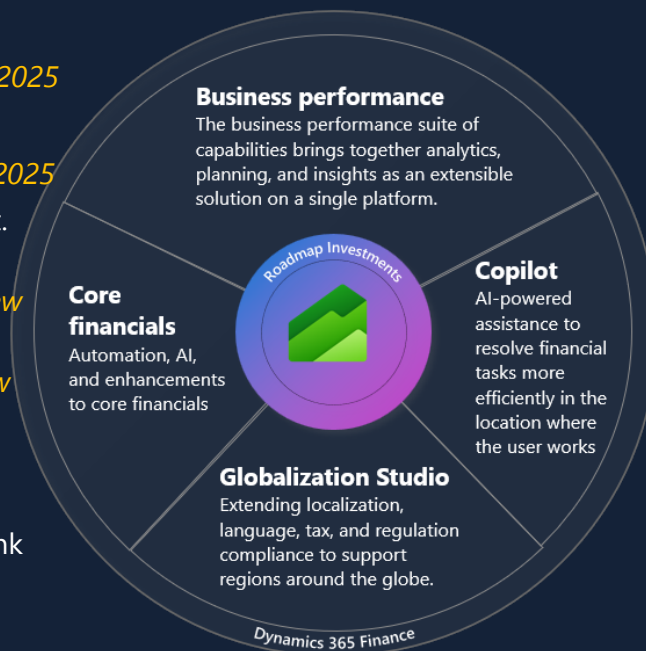 2025
2025
Business performance
The business performance suite of
capabilities brings together analytics,
planning, and insights as an extensible
solution on a single platform.
Roadmap Investments
Core
financials
Automation, AI,
and enhancements
to core financials
Copilot
AI-powered
assistance to
resolve financial
tasks more
efficiently in the
location where
the user works
Globalization Studio
Extending localization,
language, tax, and regulation
compliance to support
regions around the globe.
Dynamics 365 Finance